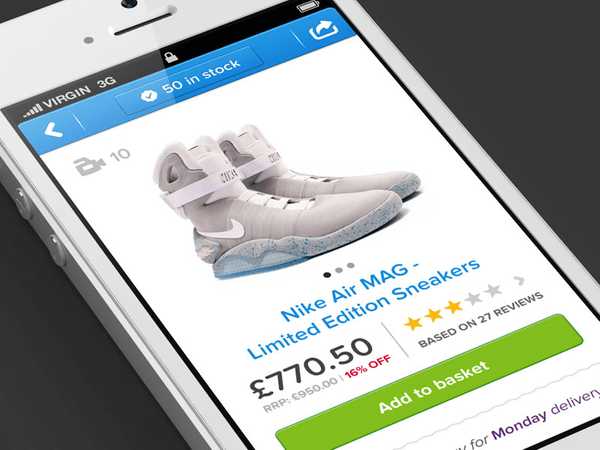 VIRGIN 3G
50 in stock
10
Nike Air MAG -
Limited Edition Sneakers
£770.50
RRP: £950.00 | 16% OFF
BASED ON 27 REVIEWS
Add to basket
for Monday delivery